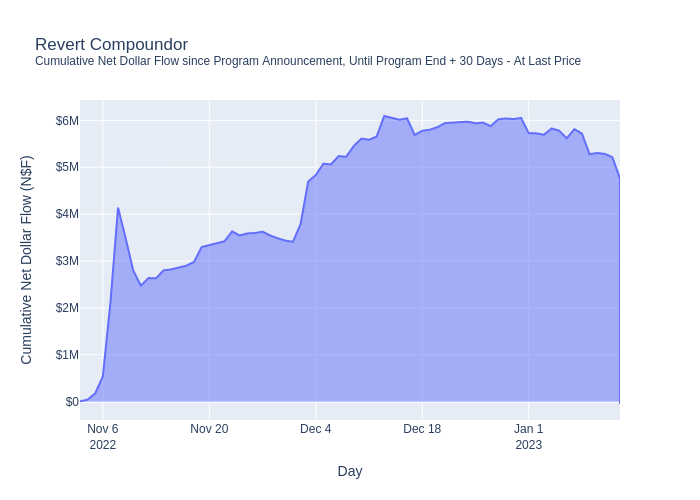 Revert Compoundor
Cumulative Net Dollar Flow since Program Announcement, Until Program End + 30 Days - At Last Price
Cumulative Net Dollar Flow (N$F)
$6M
$5M
$4M
$3M
$2M
$1M
$0
Nov 6
2022
Nov 20
Dec 4
Dec 18
Jan 1
2023
Day